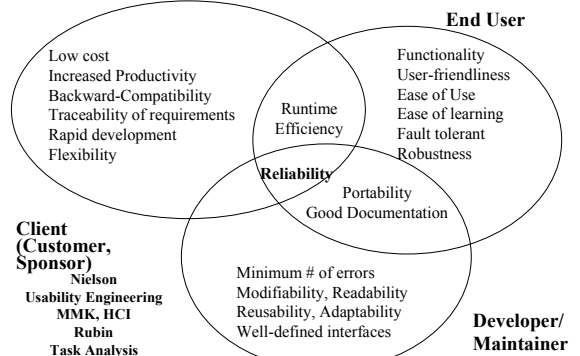 End User
Low cost
Increased Productivity
Backward-Compatibility
Traceability of requirements
Rapid development
Flexibility
Runtime
Efficiency
Functionality
User-friendliness
Ease of Use
Ease of learning
Fault tolerant
Robustness
Reliability
Portability
Good Documentation
Client
(Customer,
Sponsor)
Nielson
Usability Engineering
MMK, HCI
Rubin
Task Analysis
Minimum # of errors
Modifiability, Readability
Reusability, Adaptability
Well-defined interfaces
Developer/
Maintainer